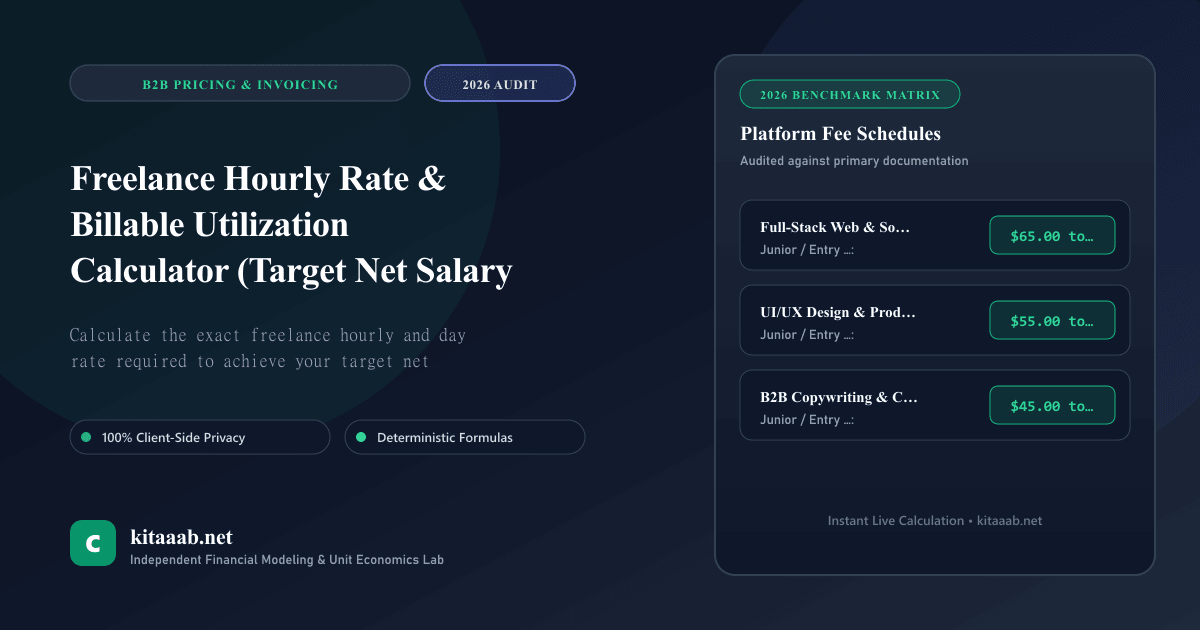 B2B PRICING & INVOICING
2026 AUDIT
Freelance Hourly Rate &
Billable Utilization
Calculator (Target Net Salary
Calculate the exact freelance hourly and day
rate required to achieve your target net
100% Client-Side Privacy
Deterministic Formulas
C
kitaaab.net
Independent Financial Modeling & Unit Economics Lab
2026 BENCHMARK MATRIX
Platform Fee Schedules
Audited against primary documentation
Full-Stack Web & So…
Junior / Entry …:
$65.00 to…
UI/UX Design & Prod…
Junior / Entry …:
$55.00 to…
B2B Copywriting & C…
Junior / Entry …:
$45.00 to…
Instant Live Calculation • kitaaab.net